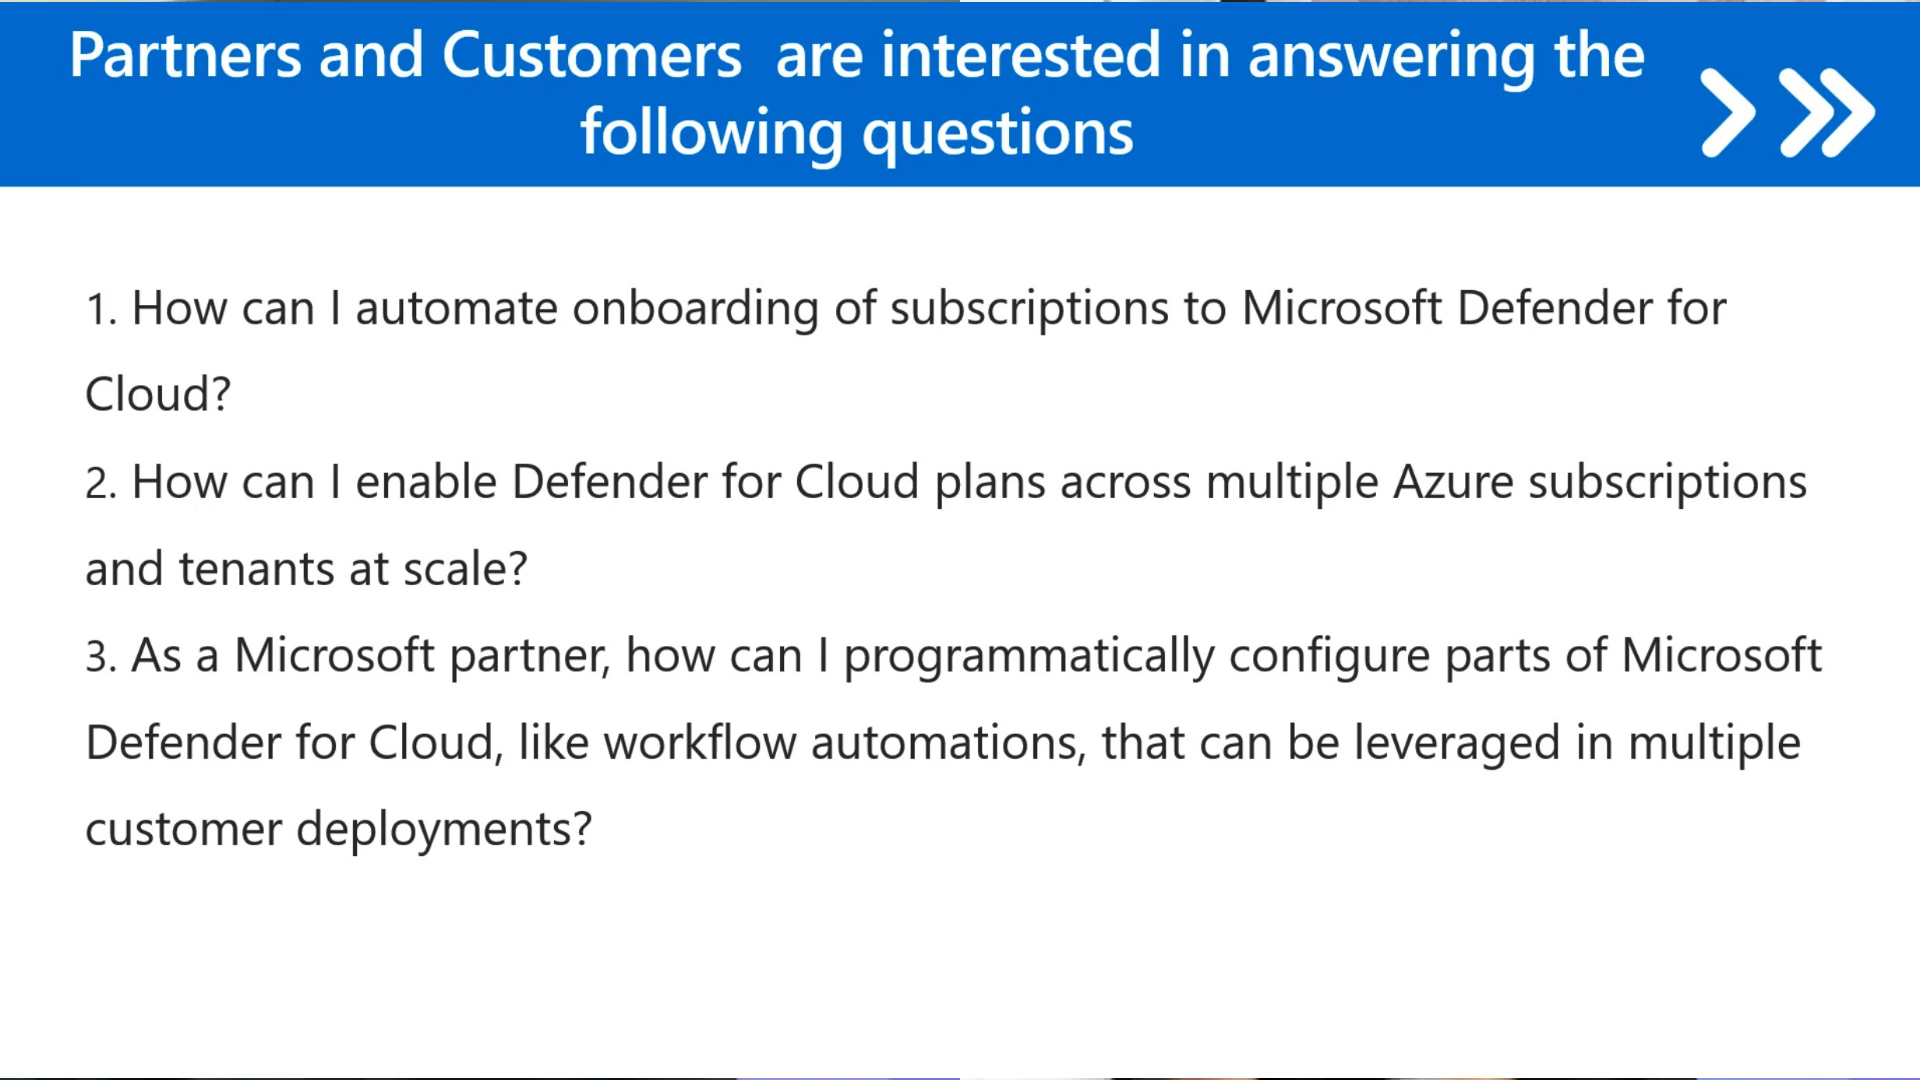 Partners and Customers  are interested in answering the
following questions
1. How can I automate onboarding of subscriptions to Microsoft Defender for
Cloud?
2. How can I enable Defender for Cloud plans across multiple Azure subscriptions
and tenants at scale?
3. As a Microsoft partner, how can I programmatically configure parts of Microsoft
Defender for Cloud, like workflow automations, that can be leveraged in multiple
customer deployments?